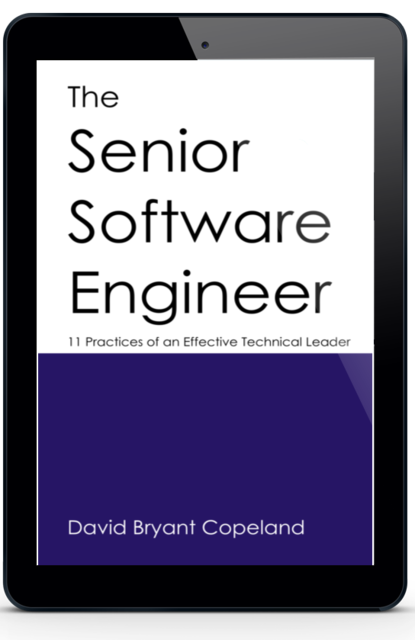 The
Senior
Software
Engineer
11 Practices of an Effective Technical Leader
David Bryant Copeland